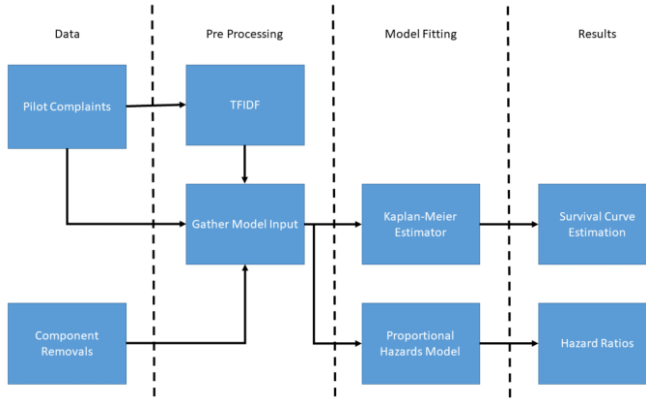 Data
Pre Processing
Model Fitting
Results
Pilot Complaints
TFIDF
Gather Model Input
Kaplan-Meier
Estimator
Survival Curve
Estimation
Component
Removals
Proportional
Hazards Model
Hazard Ratios